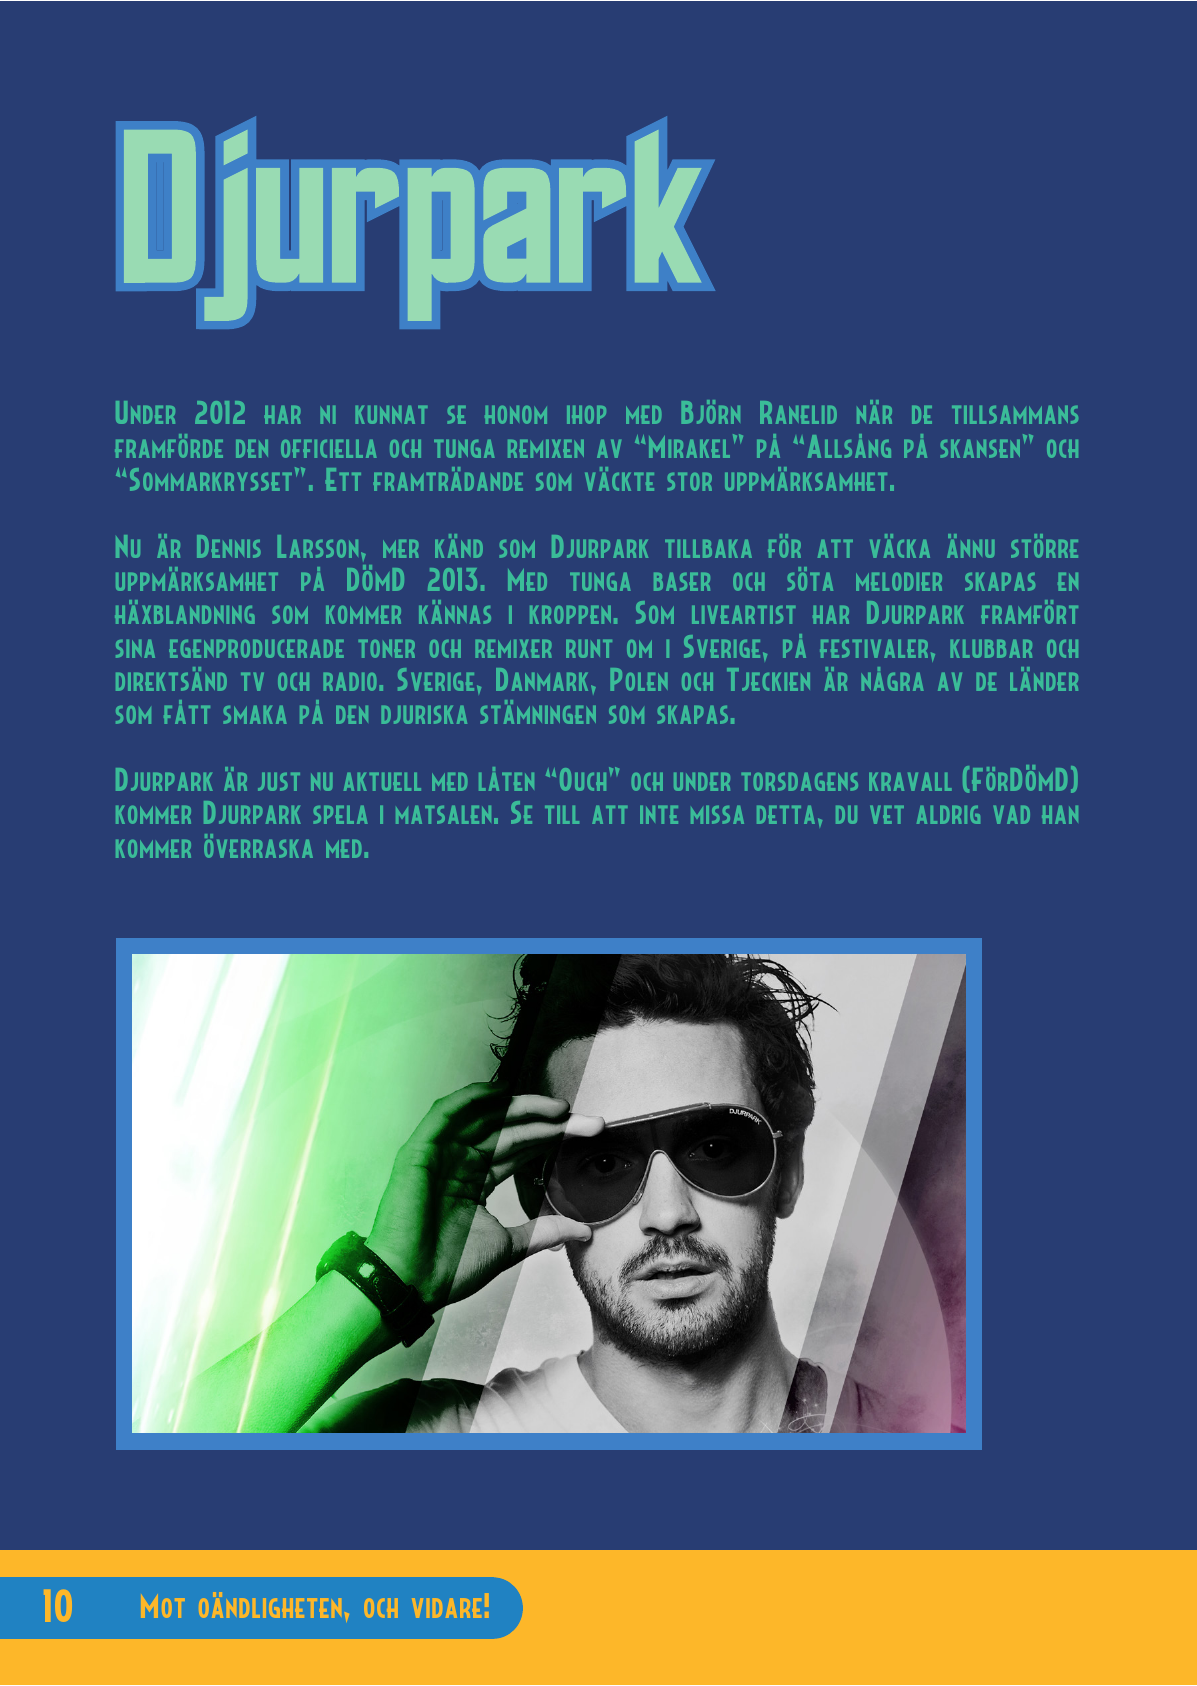 Djurpark
Under 2012 har ni kunnat se honom ihop med Björn Ranelid när de tillsammans
framförde den officiella och tunga remixen av “Mirakel” på “Allsång på skansen” och
“Sommarkrysset”. Ett framträdande som väckte stor uppmärksamhet.
Nu är Dennis Larsson, mer känd som Djurpark tillbaka för att väcka ännu större
uppmärksamhet på DömD 2013. Med tunga baser och söta melodier skapas en
häxblandning som kommer kännas i kroppen. Som liveartist har Djurpark framfört
sina egenproducerade toner och remixer runt om i Sverige, på festivaler, klubbar och
direktsänd tv och radio. Sverige, Danmark, Polen och Tjeckien är några av de länder
som fått smaka på den djuriska stämningen som skapas.
Djurpark är just nu aktuell med låten “Ouch” och under torsdagens kravall (FörDömD)
kommer Djurpark spela i matsalen. Se till att inte missa detta, du vet aldrig vad han
kommer överraska med.
DJURPARK
10 Mot oändligheten, och vidare!